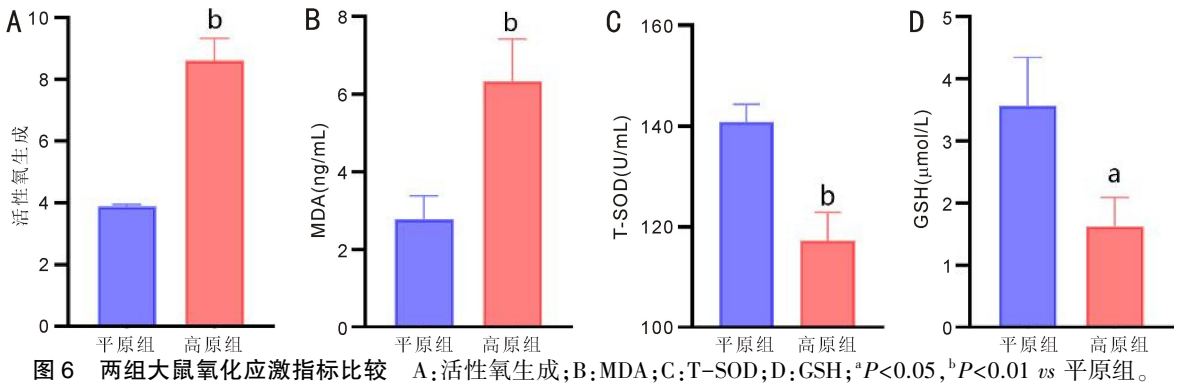 A
活性氧生成
10
8
6
4
2
0
b
平原组
高原组
B
MDA(ng/mL)
8
6
4
2
0
b
平原组
高原组
C
T-SOD(U/mL)
160
140
120
100
b
平原组
高原组
D
GSH(μmol/L)
5
4
3
2
1
0
a
平原组
高原组
图 6 两组大鼠氧化应激指标比较 A:活性氧生成;B:MDA;C:T-SOD;D:GSH;ᵃP<0.05,ᵇP<0.01 vs 平原组。